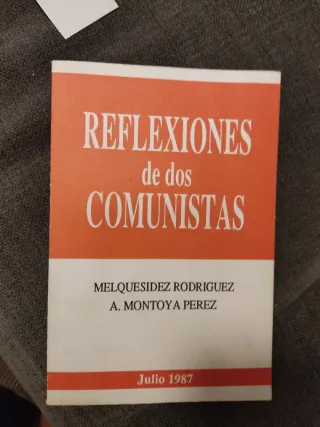 REFLEXIONES
de dos
COMUNISTAS
MELQUESIDEZ RODRIGUEZ
A. MONTOYA PEREZ
Julio 1987